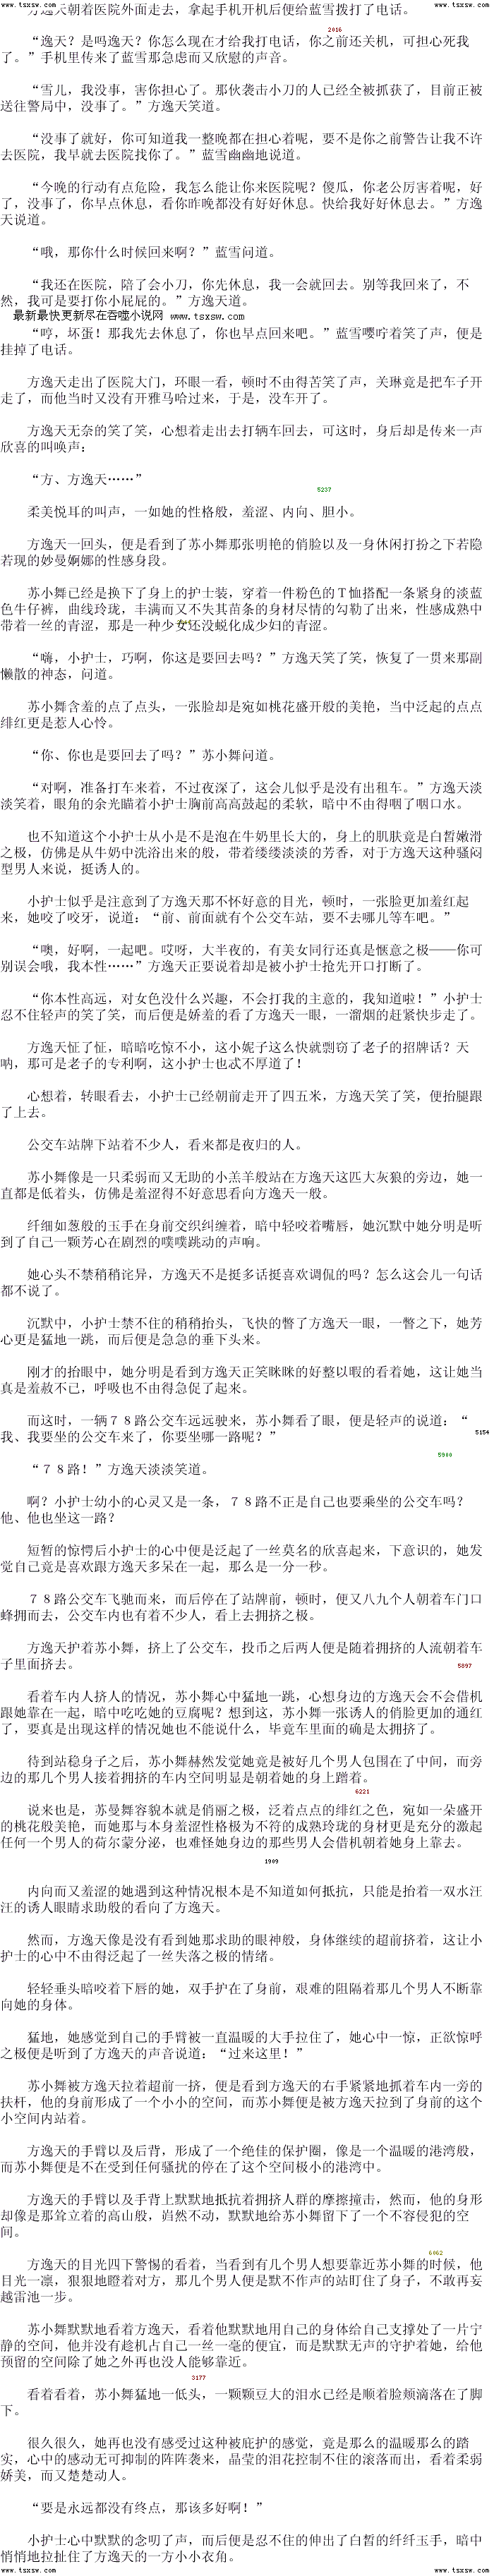 www.tsxsw.com www.tsxsw.com
方逸天朝着医院外面走去，拿起手机开机后便给蓝雪拨打了电话。
2016
“逸天？是吗逸天？你怎么现在才给我打电话，你之前还关机，可担心死我
了。”手机里传来了蓝雪那急虑而又欣慰的声音。
“雪儿，我没事，害你担心了。那伙袭击小刀的人已经全被抓获了，目前正被
送往警局中，没事了。”方逸天笑道。
“没事了就好，你可知道我一整晚都在担心着呢，要不是你之前警告让我不许
去医院，我早就去医院找你了。”蓝雪幽幽地说道。
“今晚的行动有点危险，我怎么能让你来医院呢？傻瓜，你老公厉害着呢，好
了，没事了，你早点休息，看你昨晚都没有好好休息。快给我好好休息去。”方逸
天说道。
“哦，那你什么时候回来啊？”蓝雪问道。
“我还在医院，陪了会小刀，你先休息，我一会就回去。别等我回来了，不
然，我可是要打你小屁屁的。”方逸天道。
最新最快更新尽在吞噬小说网 www.tsxsw.com
“哼，坏蛋！那我先去休息了，你也早点回来吧。”蓝雪嘤咛着笑了声，便是
挂掉了电话。
方逸天走出了医院大门，环眼一看，顿时不由得苦笑了声，关琳竟是把车子开
走了，而他当时又没有开雅马哈过来，于是，没车开了。
方逸天无奈的笑了笑，心想着走出去打辆车回去，可这时，身后却是传来一声
欣喜的叫唤声：
“方、方逸天……”
5237
柔美悦耳的叫声，一如她的性格般，羞涩、内向、胆小。
方逸天一回头，便是看到了苏小舞那张明艳的俏脸以及一身休闲打扮之下若隐
若现的妙曼婀娜的性感身段。
苏小舞已经是换下了身上的护士装，穿着一件粉色的Ｔ恤搭配一条紧身的淡蓝
色牛仔裤，曲线玲珑，丰满而又不失其苗条的身材尽情的勾勒了出来，性感成熟中
带着一丝的青涩，那是一种少女还没蜕化成少妇的青涩。
“嗨，小护士，巧啊，你这是要回去吗？”方逸天笑了笑，恢复了一贯来那副
懒散的神态，问道。
苏小舞含羞的点了点头，一张脸却是宛如桃花盛开般的美艳，当中泛起的点点
绯红更是惹人心怜。
“你、你也是要回去了吗？”苏小舞问道。
“对啊，准备打车来着，不过夜深了，这会儿似乎是没有出租车。”方逸天淡
淡笑着，眼角的余光瞄着小护士胸前高高鼓起的柔软，暗中不由得咽了咽口水。
也不知道这个小护士从小是不是泡在牛奶里长大的，身上的肌肤竟是白皙嫩滑
之极，仿佛是从牛奶中洗浴出来的般，带着缕缕淡淡的芳香，对于方逸天这种骚闷
型男人来说，挺诱人的。
小护士似乎是注意到了方逸天那不怀好意的目光，顿时，一张脸更加羞红起
来，她咬了咬牙，说道：“前、前面就有个公交车站，要不去哪儿等车吧。”
“噢，好啊，一起吧。哎呀，大半夜的，有美女同行还真是惬意之极——你可
别误会哦，我本性……”方逸天正要说着却是被小护士抢先开口打断了。
“你本性高远，对女色没什么兴趣，不会打我的主意的，我知道啦！”小护士
忍不住轻声的笑了笑，而后便是娇羞的看了方逸天一眼，一溜烟的赶紧快步走了。
方逸天怔了怔，暗暗吃惊不小，这小妮子这么快就剽窃了老子的招牌话？天
呐，那可是老子的专利啊，这小护士也忒不厚道了！
心想着，转眼看去，小护士已经朝前走开了四五米，方逸天笑了笑，便抬腿跟
了上去。
公交车站牌下站着不少人，看来都是夜归的人。
苏小舞像是一只柔弱而又无助的小羔羊般站在方逸天这匹大灰狼的旁边，她一
直都是低着头，仿佛是羞涩得不好意思看向方逸天一般。
纤细如葱般的玉手在身前交织纠缠着，暗中轻咬着嘴唇，她沉默中她分明是听
到了自己一颗芳心在剧烈的噗噗跳动的声响。
她心头不禁稍稍诧异，方逸天不是挺多话挺喜欢调侃的吗？怎么这会儿一句话
都不说了。
沉默中，小护士禁不住的稍稍抬头，飞快的瞥了方逸天一眼，一瞥之下，她芳
心更是猛地一跳，而后便是急急的垂下头来。
刚才的抬眼中，她分明是看到方逸天正笑眯眯的好整以暇的看着她，这让她当
真是羞赧不已，呼吸也不由得急促了起来。
而这时，一辆７８路公交车远远驶来，苏小舞看了眼，便是轻声的说道：“
我、我要坐的公交车来了，你要坐哪一路呢？”
5154
5900
“７８路！”方逸天淡淡笑道。
啊？小护士幼小的心灵又是一条，７８路不正是自己也要乘坐的公交车吗？
他、他也坐这一路？
短暂的惊愕后小护士的心中便是泛起了一丝莫名的欣喜起来，下意识的，她发
觉自己竟是喜欢跟方逸天多呆在一起，那么是一分一秒。
７８路公交车飞驰而来，而后停在了站牌前，顿时，便又八九个人朝着车门口
蜂拥而去，公交车内也有着不少人，看上去拥挤之极。
方逸天护着苏小舞，挤上了公交车，投币之后两人便是随着拥挤的人流朝着车
子里面挤去。
5897
看着车内人挤人的情况，苏小舞心中猛地一跳，心想身边的方逸天会不会借机
跟她靠在一起，暗中吃吃她的豆腐呢？想到这，苏小舞一张诱人的俏脸更加的通红
了，要真是出现这样的情况她也不能说什么，毕竟车里面的确是太拥挤了。
待到站稳身子之后，苏小舞赫然发觉她竟是被好几个男人包围在了中间，而旁
边的那几个男人接着拥挤的车内空间明显是朝着她的身上蹭着。
6221
说来也是，苏曼舞容貌本就是俏丽之极，泛着点点的绯红之色，宛如一朵盛开
的桃花般美艳，而她那与本身羞涩性格极为不符的成熟玲珑的身材更是充分的激起
任何一个男人的荷尔蒙分泌，也难怪她身边的那些男人会借机朝着她身上靠去。
1909
内向而又羞涩的她遇到这种情况根本是不知道如何抵抗，只能是抬着一双水汪
汪的诱人眼睛求助般的看向了方逸天。
然而，方逸天像是没有看到她那求助的眼神般，身体继续的超前挤着，这让小
护士的心中不由得泛起了一丝失落之极的情绪。
轻轻垂头暗咬着下唇的她，双手护在了身前，艰难的阻隔着那几个男人不断靠
向她的身体。
猛地，她感觉到自己的手臂被一直温暖的大手拉住了，她心中一惊，正欲惊呼
之极便是听到了方逸天的声音说道：“过来这里！”
苏小舞被方逸天拉着超前一挤，便是看到方逸天的右手紧紧地抓着车内一旁的
扶杆，他的身前形成了一个小小的空间，而苏小舞便是被方逸天拉到了身前的这个
小空间内站着。
方逸天的手臂以及后背，形成了一个绝佳的保护圈，像是一个温暖的港湾般，
而苏小舞便是不在受到任何骚扰的停在了这个空间极小的港湾中。
方逸天的手臂以及手背上默默地抵抗着拥挤人群的摩擦撞击，然而，他的身形
却像是那耸立着的高山般，岿然不动，默默地给苏小舞留下了一个不容侵犯的空
间。
6062
方逸天的目光四下警惕的看着，当看到有几个男人想要靠近苏小舞的时候，他
目光一凛，狠狠地瞪着对方，那几个男人便是默不作声的站盯住了身子，不敢再妄
越雷池一步。
苏小舞默默地看着方逸天，看着他默默地用自己的身体给自己支撑处了一片宁
静的空间，他并没有趁机占自己一丝一毫的便宜，而是默默无声的守护着她，给他
预留的空间除了她之外再也没人能够靠近。
3177
看着看着，苏小舞猛地一低头，一颗颗豆大的泪水已经是顺着脸颊滴落在了脚
下。
很久很久，她再也没有感受过这种被庇护的感觉，竟是那么的温暖那么的踏
实，心中的感动无可抑制的阵阵袭来，晶莹的泪花控制不住的滚落而出，看着柔弱
娇美，而又楚楚动人。
“要是永远都没有终点，那该多好啊！”
小护士心中默默的念叨了声，而后便是忍不住的伸出了白皙的纤纤玉手，暗中
悄悄地拉扯住了方逸天的一方小小衣角。
www.tsxsw.com www.tsxsw.com